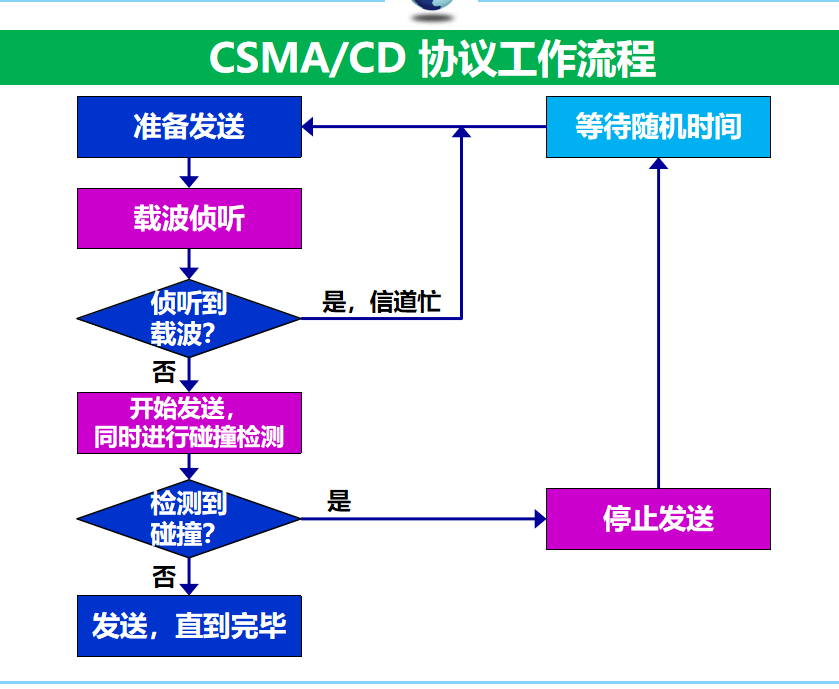 CSMA/CD 协议工作流程
准备发送
等待随机时间
载波侦听
侦听到
载波?
是，信道忙
否
开始发送，
同时进行碰撞检测
检测到
碰撞?
是
停止发送
否
发送，直到完毕